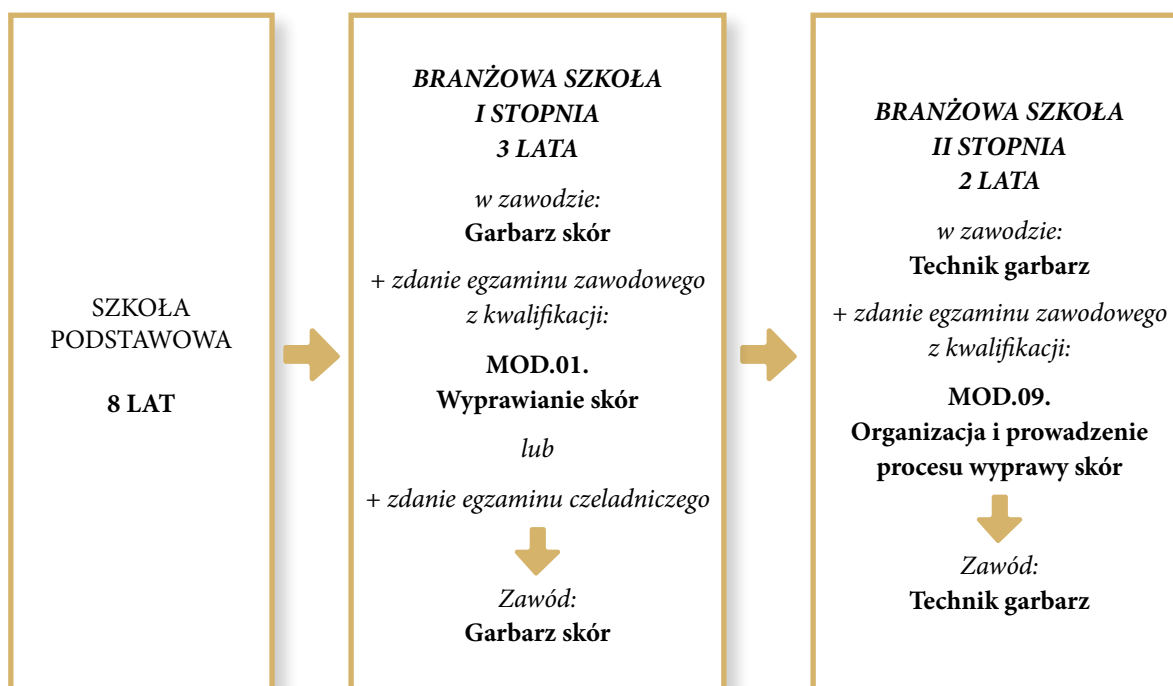 SZKOŁA
PODSTAWOWA
8 LAT
BRANŻOWA SZKOŁA
I STOPNIA
3 LATA
w zawodzie:
Garbarz skór
+ zdanie egzaminu zawodowego
z kwalifikacji:
MOD.01.
Wyprawianie skór
lub
+ zdanie egzaminu czeladniczego
Zawód:
Garbarz skór
BRANŻOWA SZKOŁA
II STOPNIA
2 LATA
w zawodzie:
Technik garbarz
+ zdanie egzaminu zawodowego
z kwalifikacji:
MOD.09.
Organizacja i prowadzenie
procesu wyprawy skór
Zawód:
Technik garbarz